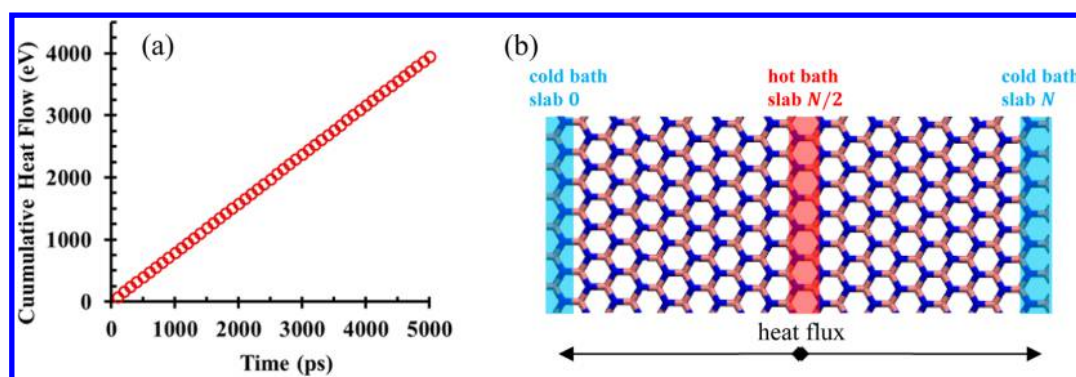 (a)
Cuumulative Heat Flow (eV)
4000
3000
2000
1000
0
0 1000 2000 3000 4000 5000
Time (ps)
(b)
cold bath
slab 0
hot bath
slab N/2
cold bath
slab N
heat flux